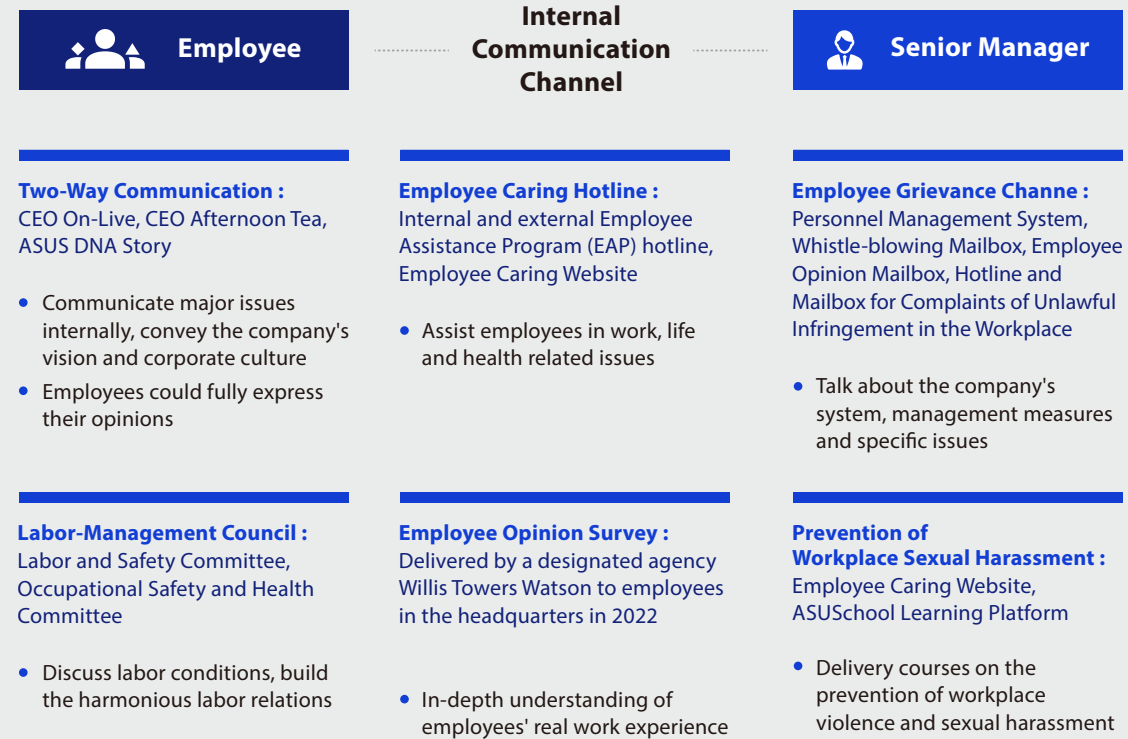 Employee
Internal
Communication
Channel
Senior Manager
Two-Way Communication :
CEO On-Live, CEO Afternoon Tea,
ASUS DNA Story
• Communicate major issues
internally, convey the company's
vision and corporate culture
• Employees could fully express
their opinions
Employee Caring Hotline :
Internal and external Employee
Assistance Program (EAP) hotline,
Employee Caring Website
• Assist employees in work, life
and health related issues
Employee Grievance Channe :
Personnel Management System,
Whistle-blowing Mailbox, Employee
Opinion Mailbox, Hotline and
Mailbox for Complaints of Unlawful
Infringement in the Workplace
• Talk about the company's
system, management measures
and specific issues
Labor-Management Council :
Labor and Safety Committee,
Occupational Safety and Health
Committee
• Discuss labor conditions, build
the harmonious labor relations
Employee Opinion Survey :
Delivered by a designated agency
Willis Towers Watson to employees
in the headquarters in 2022
• In-depth understanding of
employees' real work experience
Prevention of
Workplace Sexual Harassment :
Employee Caring Website,
ASUSchool Learning Platform
• Delivery courses on the
prevention of workplace
violence and sexual harassment